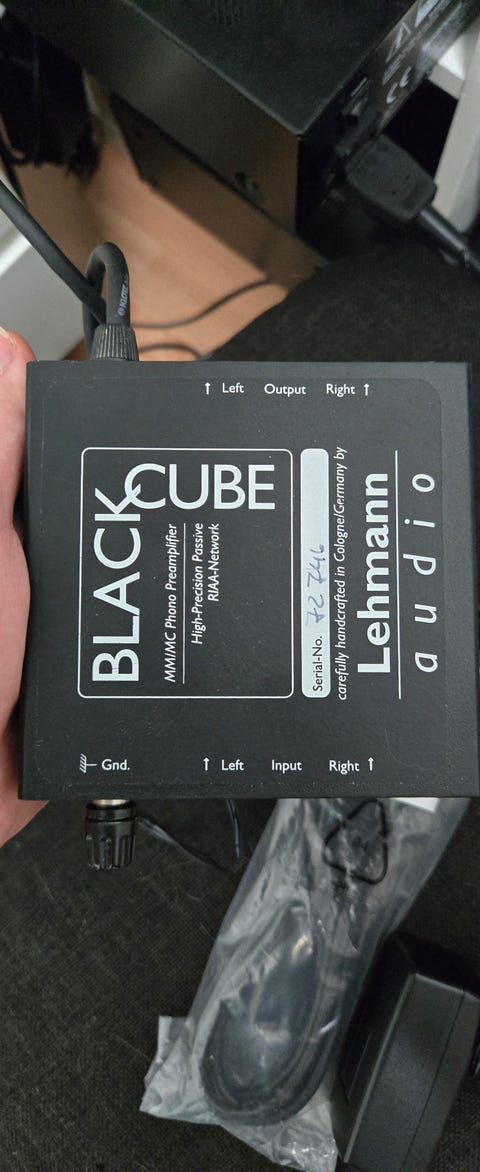 ↑ Left Output Right ↑
BLACK
CUBE
MM/MC Phono Preamplifier
High-Precision Passive
RIAA-Network
Serial-No. 72 746
carefully handcrafted in Cologne/Germany by
Lehmann
audio
Gnd. ↑ Left Input Right ↑
CE